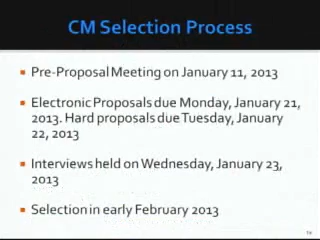 CM Selection Process
Pre-Proposal Meeting on January 11, 2013
Electronic Proposals due Monday, January 21,
2013. Hard proposals due Tuesday, January
22, 2013
Interviews held on Wednesday, January 23,
2013
Selection in early February 2013